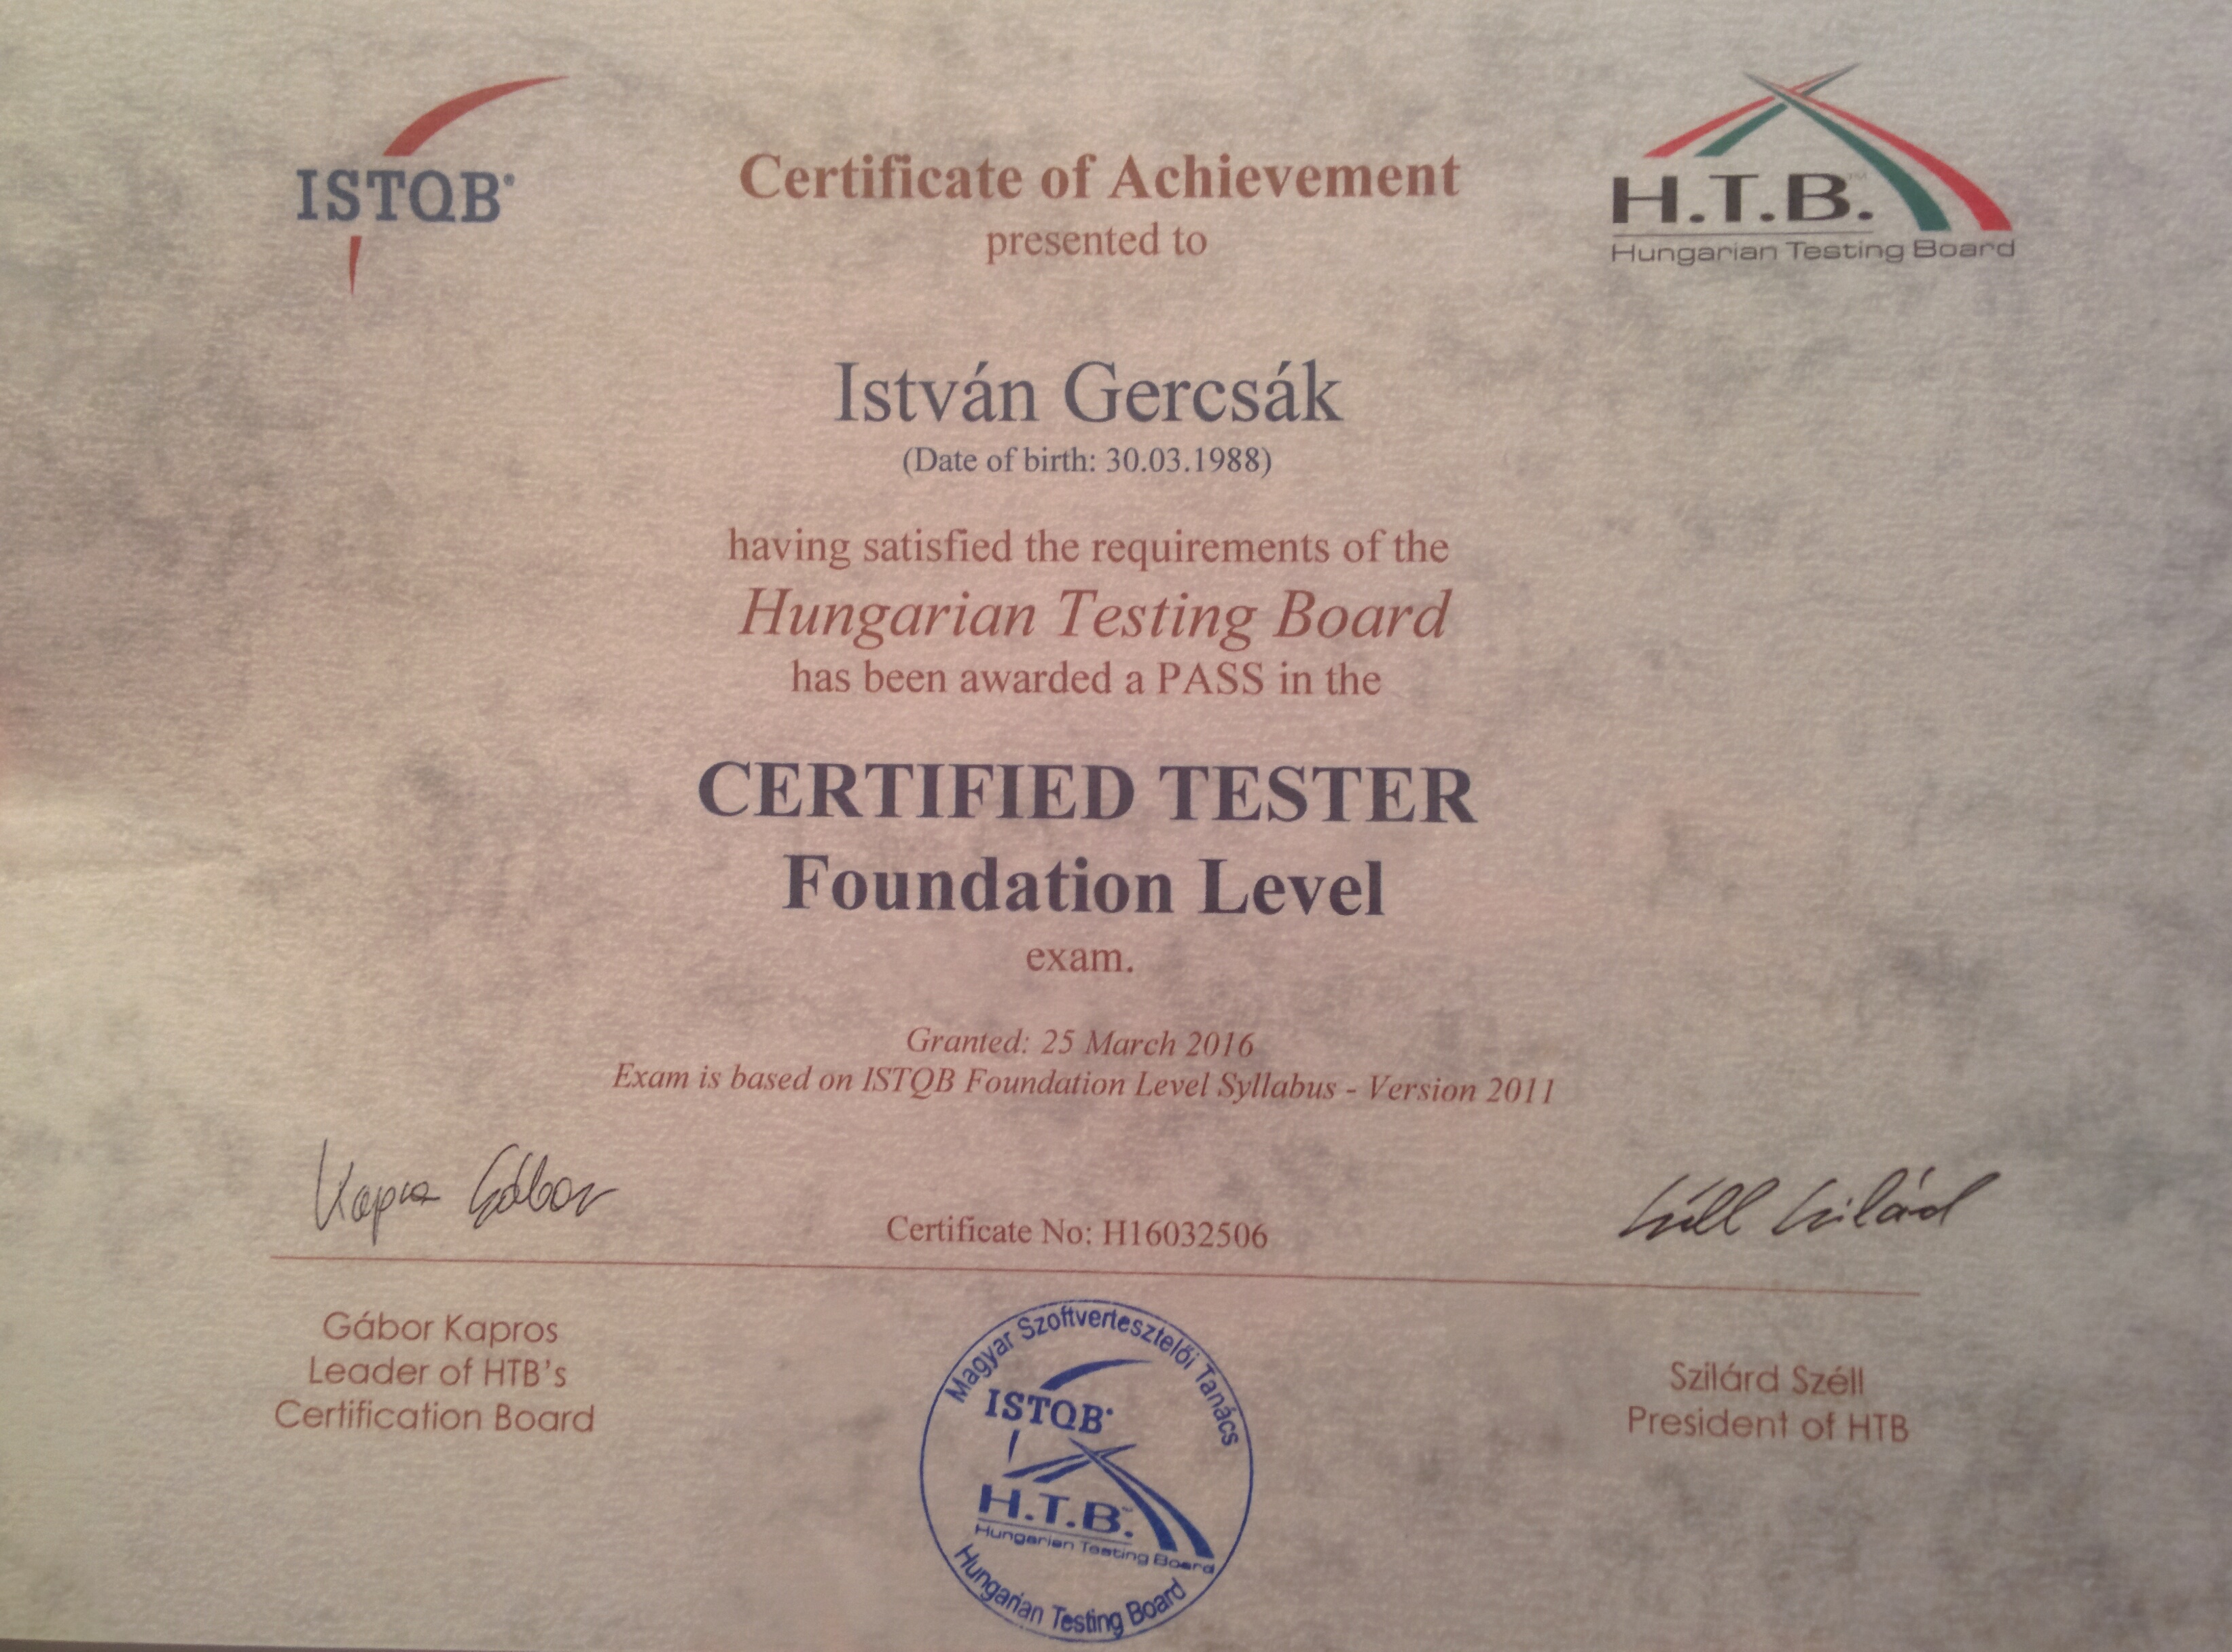 ISTQB®
Certificate of Achievement
presented to
H.T.B.™
Hungarian Testing Board
István Gercsák
(Date of birth: 30.03.1988)
having satisfied the requirements of the
Hungarian Testing Board
has been awarded a PASS in the
CERTIFIED TESTER
Foundation Level
exam.
Granted: 25 March 2016
Exam is based on ISTQB Foundation Level Syllabus - Version 2011
Kapros Gábor
Széll Szilárd
Certificate No: H16032506
Gábor Kapros
Leader of HTB's
Certification Board
Szilárd Széll
President of HTB
Magyar Szoftvertesztelői Tanács
ISTQB®
H.T.B.™
Hungarian Testing Board
Hungarian Testing Board